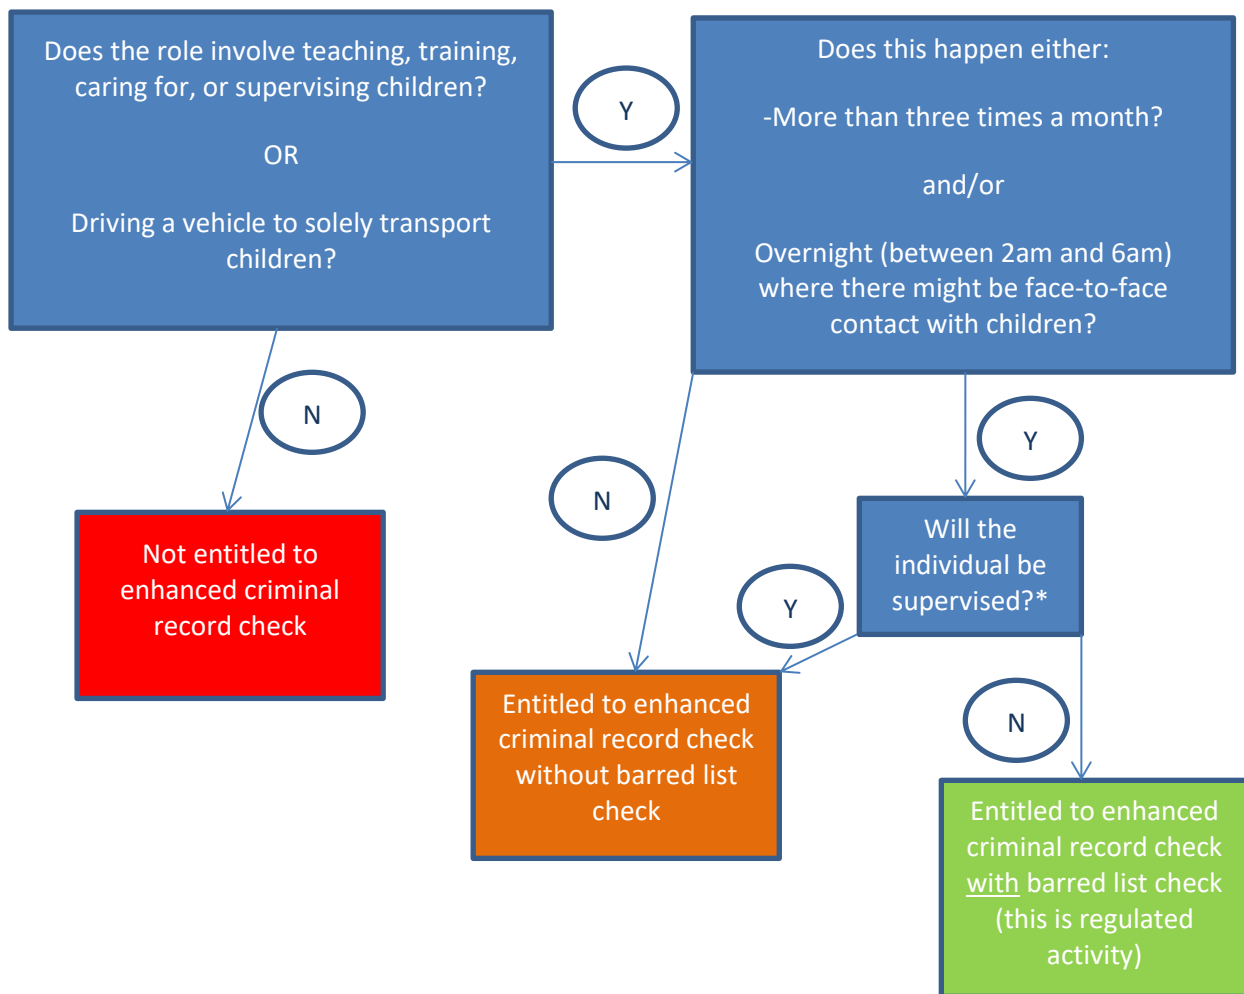 Does the role involve teaching, training,
caring for, or supervising children?
OR
Driving a vehicle to solely transport
children?
Y
Does this happen either:
-More than three times a month?
and/or
Overnight (between 2am and 6am)
where there might be face-to-face
contact with children?
N
N
Y
Not entitled to
enhanced criminal
record check
Will the
individual be
supervised?*
Y
N
Entitled to enhanced
criminal record check
without barred list
check
Entitled to enhanced
criminal record check
with barred list check
(this is regulated
activity)